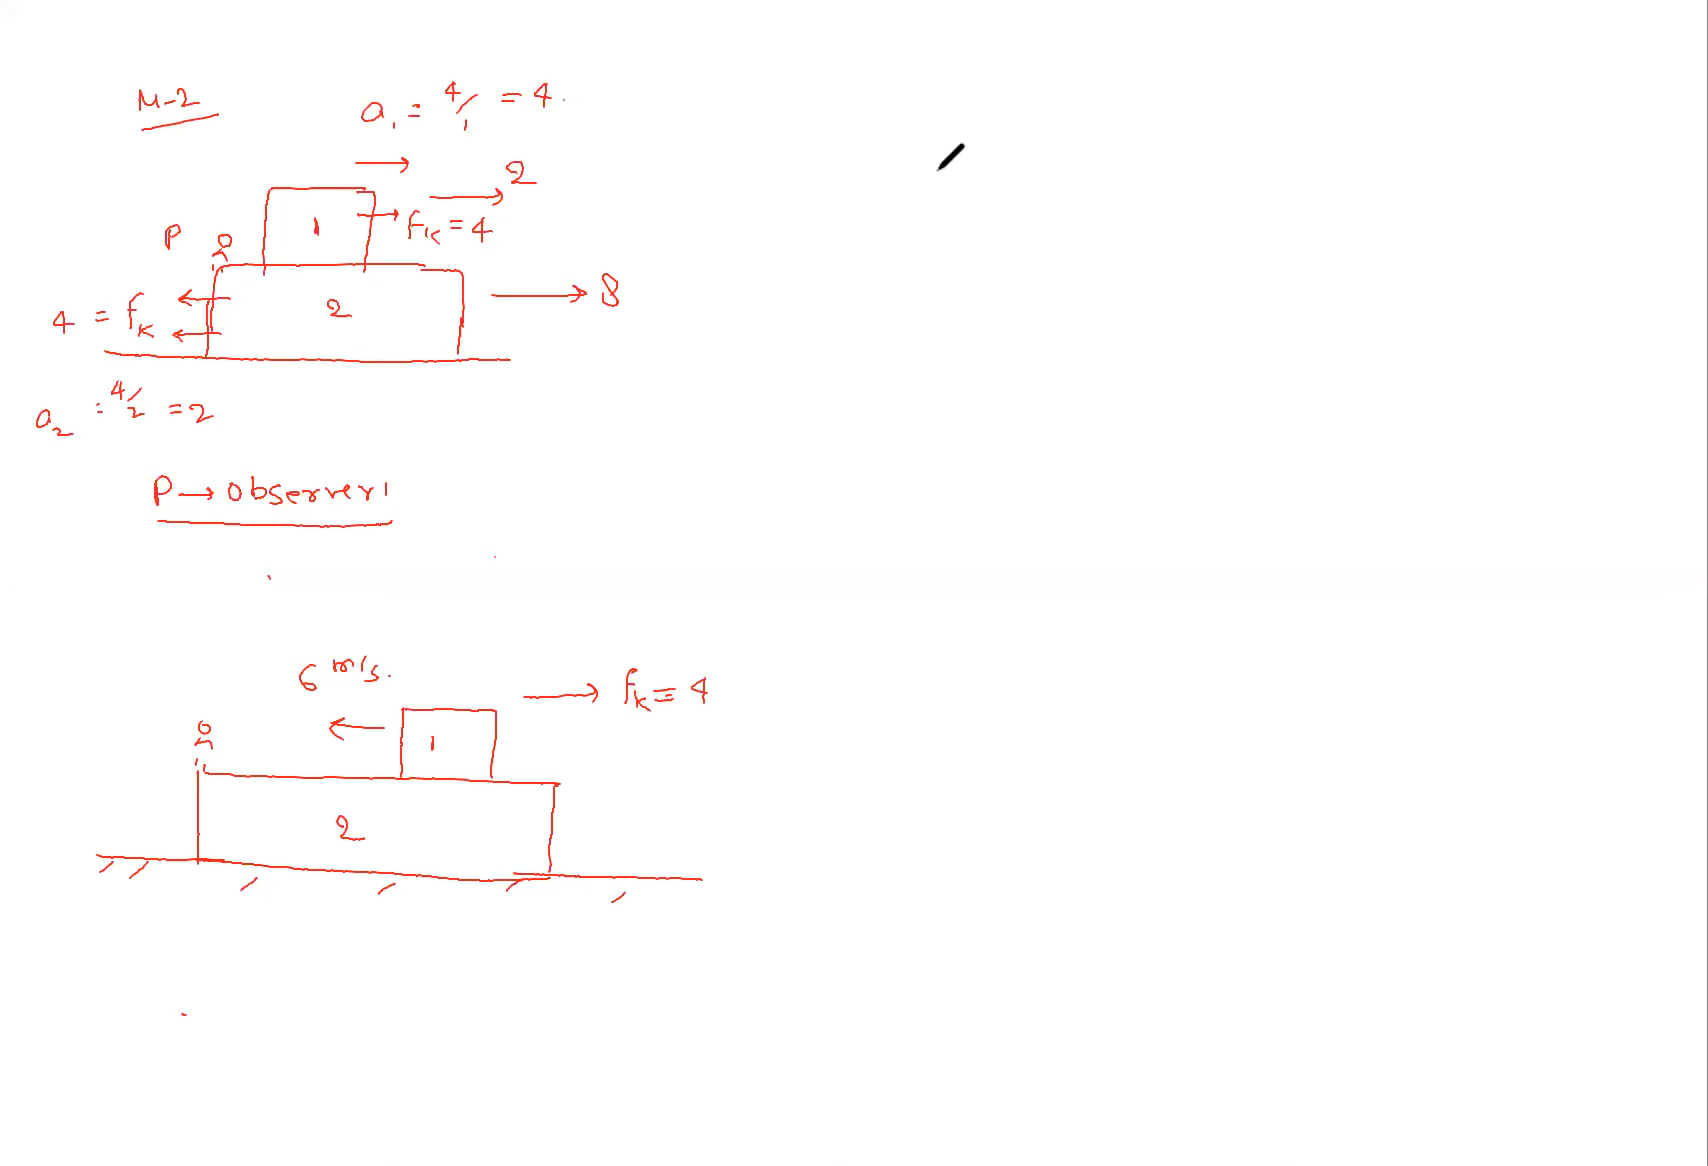 M-2
a₁ = 4/1 = 4
2
P
1
fₖ = 4
2
8
4 = fₖ
a₂ = 4/2 = 2
P → Observer 1
6 m/s.
fₖ = 4
1
2